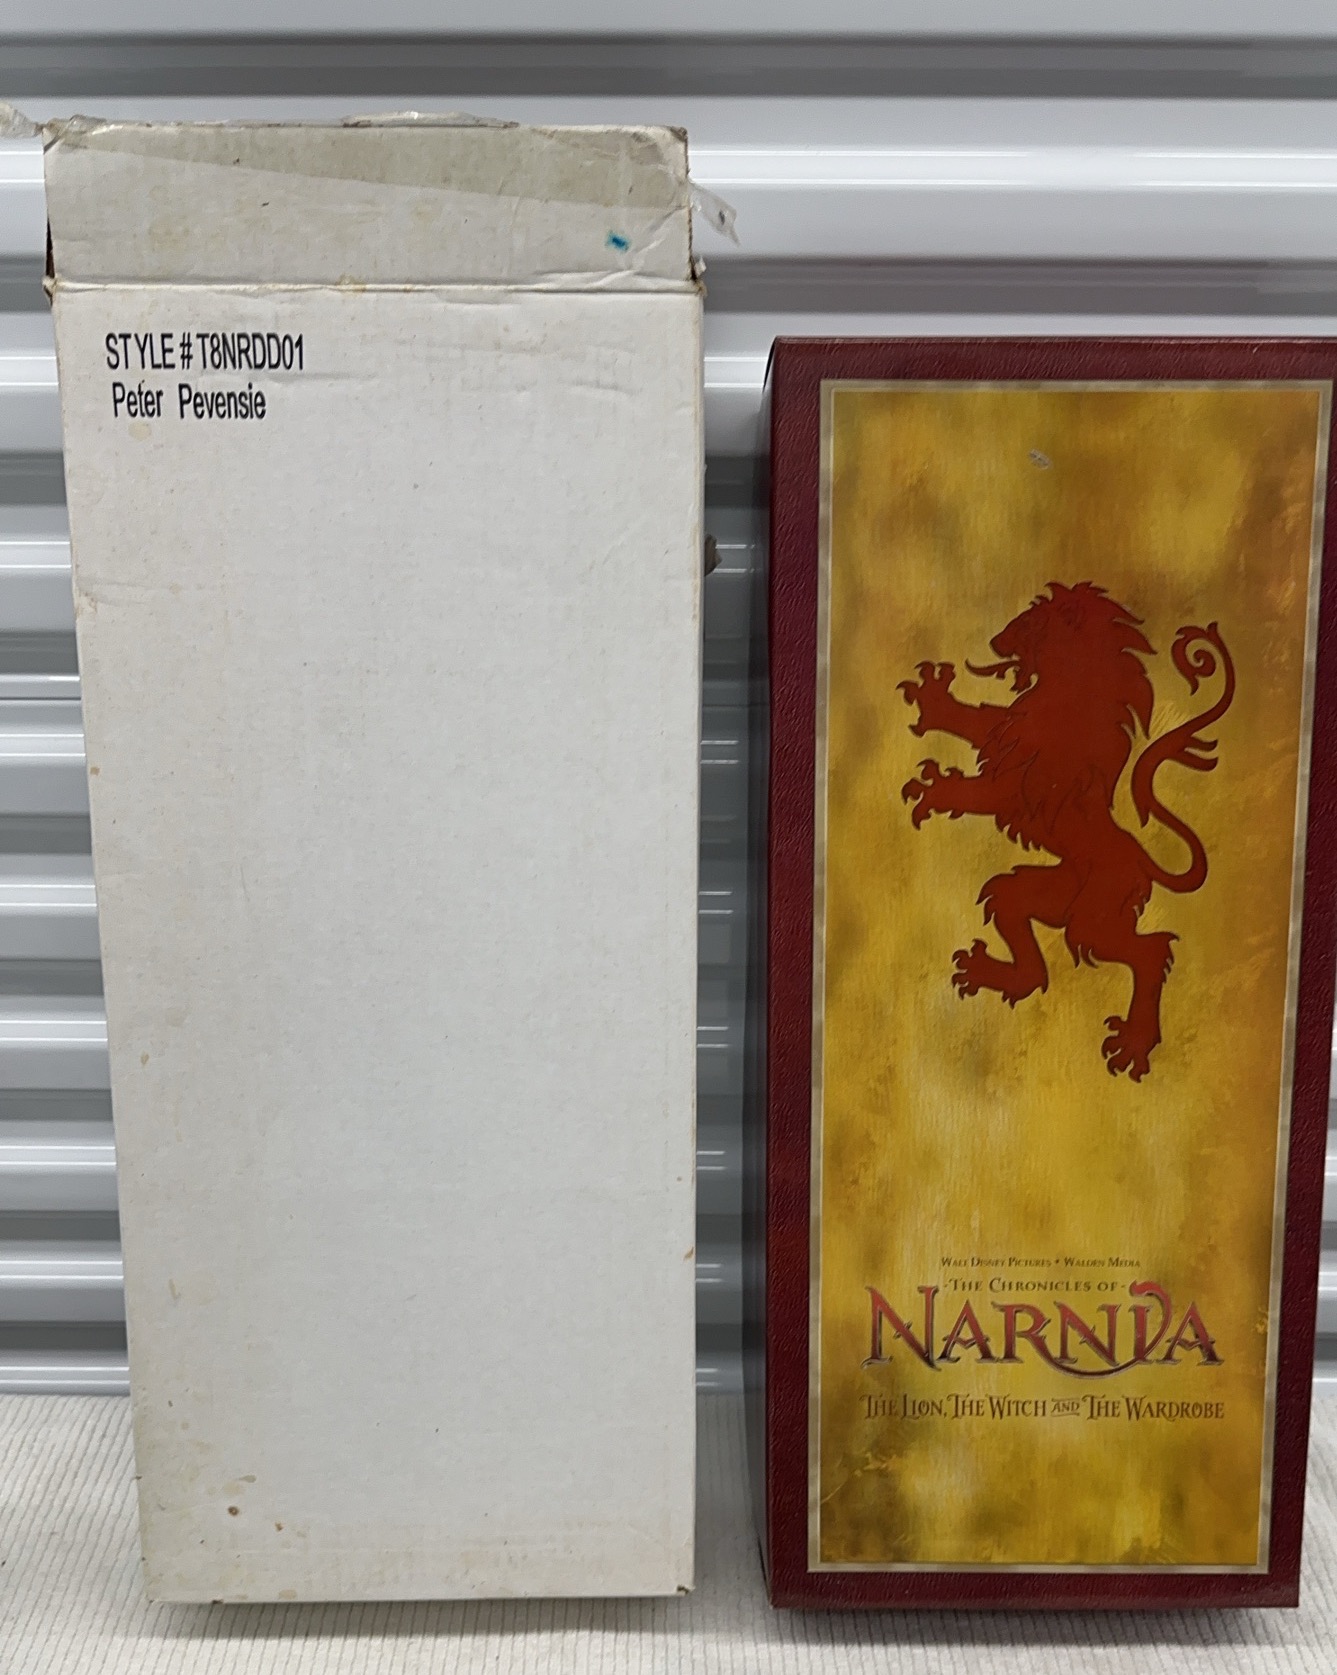 STYLE # T8NRDD01
Peter Pevensie
WALT DISNEY PICTURES • WALDEN MEDIA
·THE CHRONICLES OF·
NARNIA
THE LION, THE WITCH AND THE WARDROBE